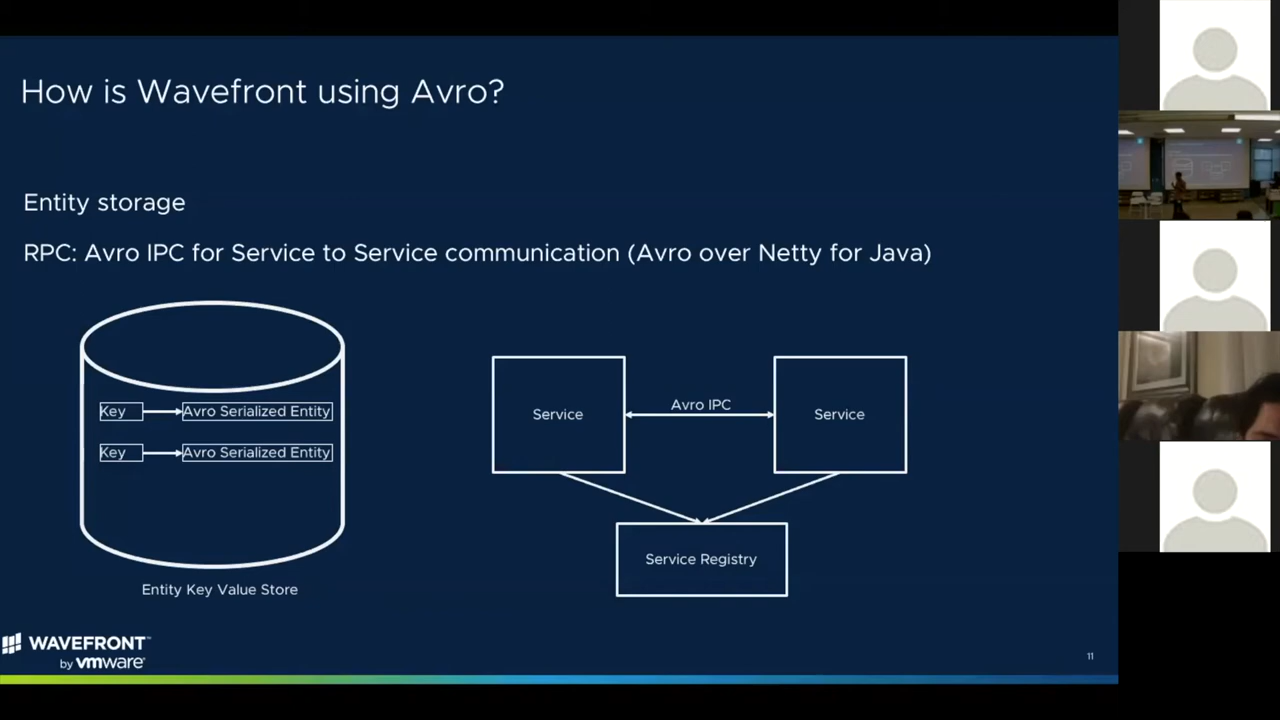 How is Wavefront using Avro?
Entity storage
RPC: Avro IPC for Service to Service communication (Avro over Netty for Java)
Key
Avro Serialized Entity
Key
Avro Serialized Entity
Entity Key Value Store
Service
Avro IPC
Service
Service Registry
WAVEFRONT™
by vmware®
11